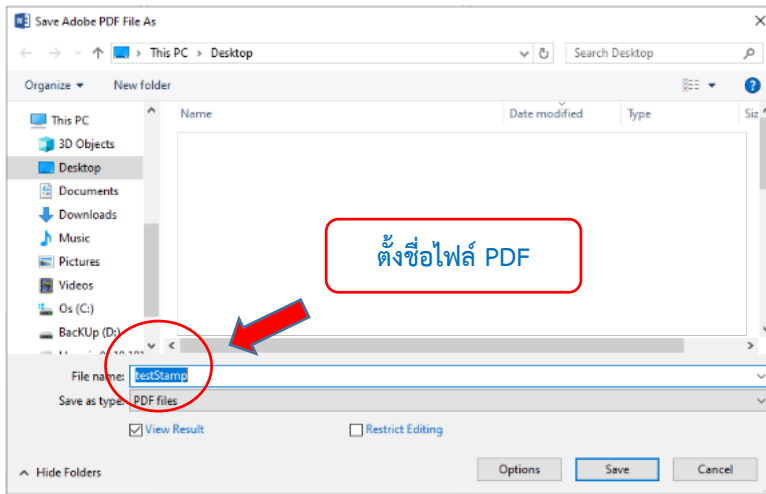 Save Adobe PDF File As
This PC > Desktop
Search Desktop
Organize
New folder
Name
Date modified
Type
Siz
This PC
3D Objects
Desktop
Documents
Downloads
Music
Pictures
Videos
Os (C:)
BacKUp (D:)
ตั้งชื่อไฟล์ PDF
File name: testStamp
Save as type: PDF files
View Result
Restrict Editing
Hide Folders
Options
Save
Cancel